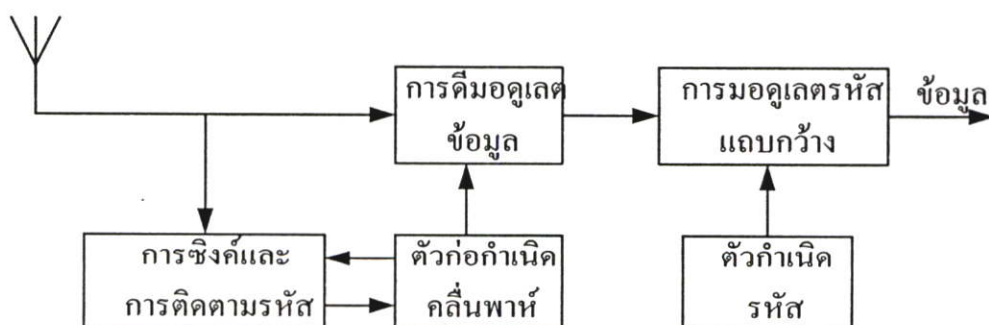 การดีมอดูเลต
ข้อมูล
การมอดูเลตรหัส
แถบกว้าง
ข้อมูล
การซิงค์และ
การติดตามรหัส
ตัวก่อกำเนิด
คลื่นพาห์
ตัวกำเนิด
รหัส